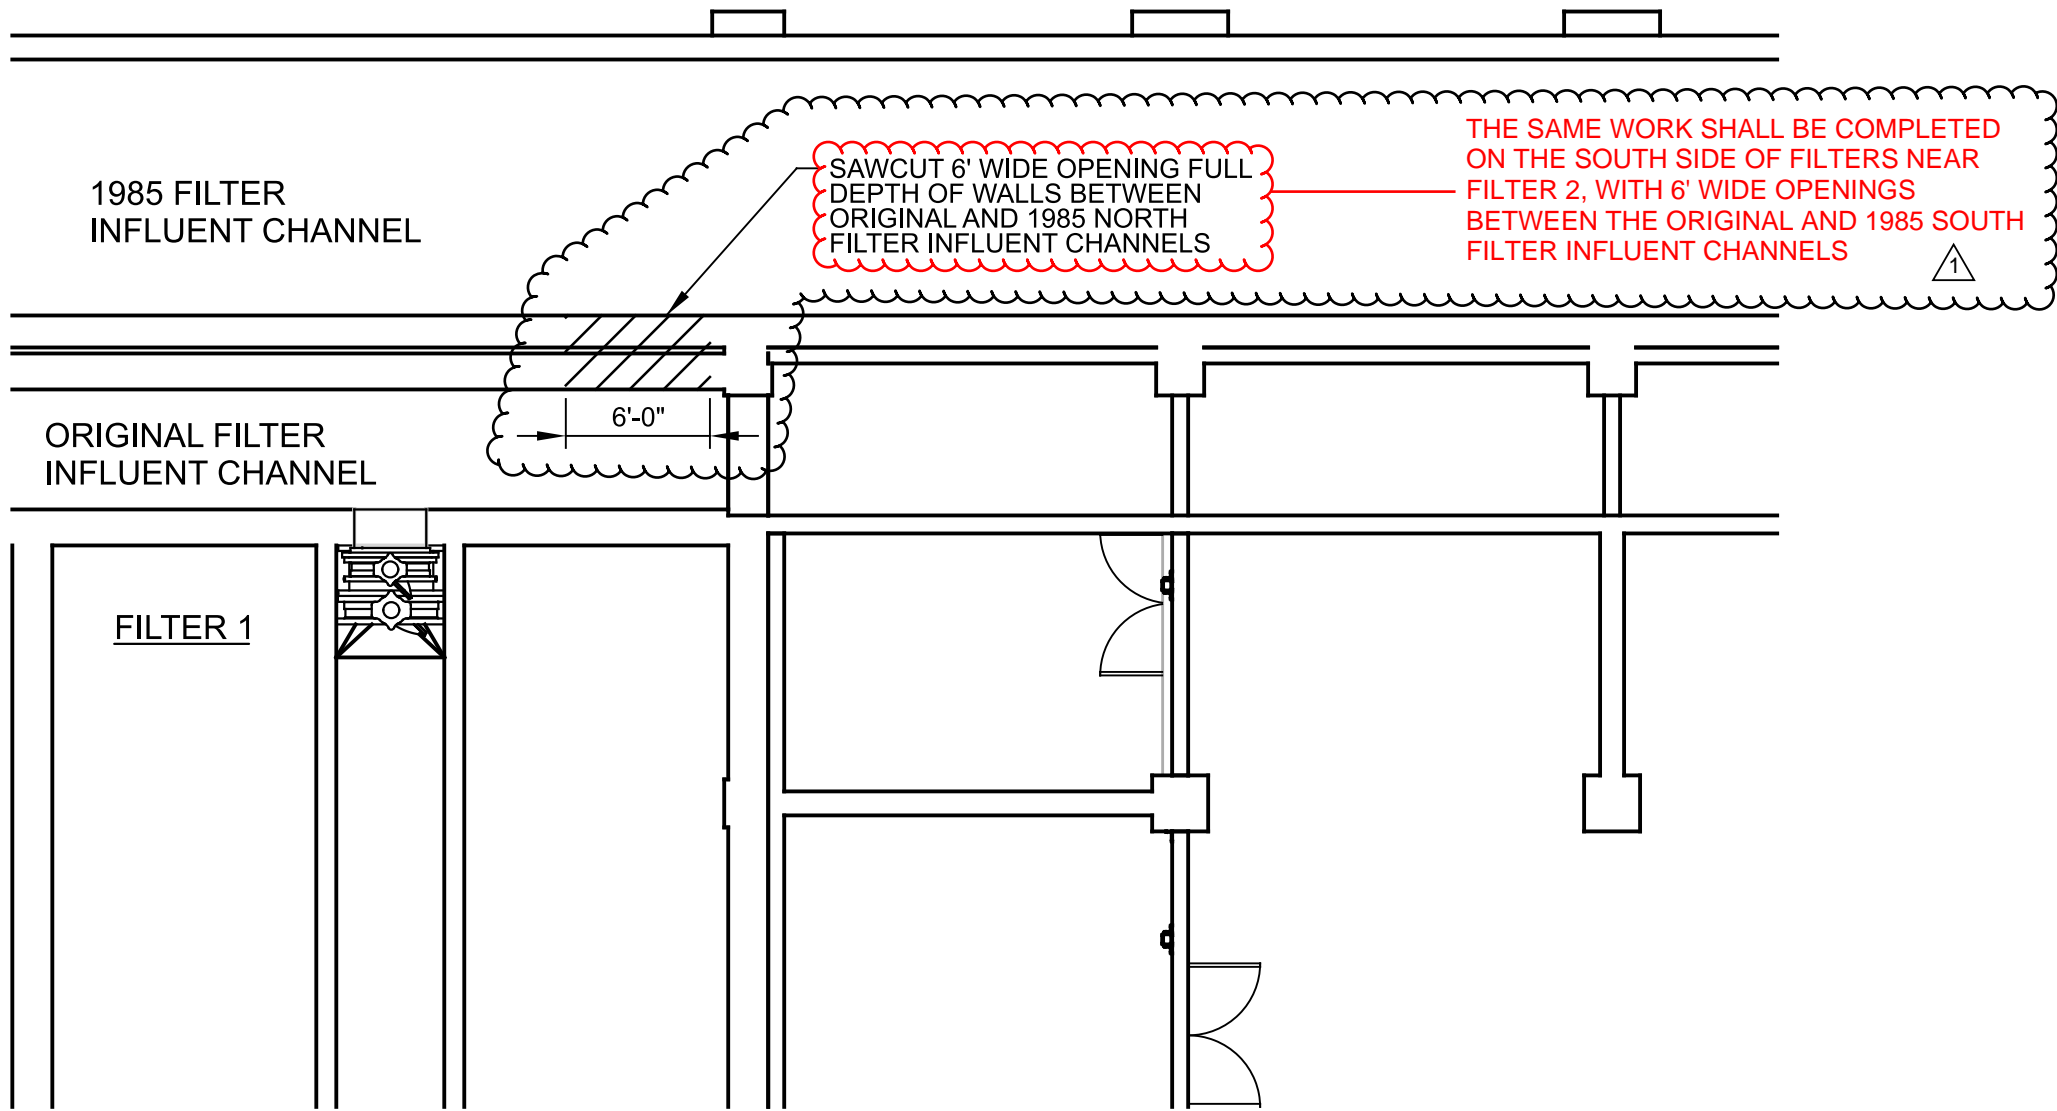 1985 FILTER
INFLUENT CHANNEL
SAWCUT 6' WIDE OPENING FULL
DEPTH OF WALLS BETWEEN
ORIGINAL AND 1985 NORTH
FILTER INFLUENT CHANNELS
THE SAME WORK SHALL BE COMPLETED
ON THE SOUTH SIDE OF FILTERS NEAR
FILTER 2, WITH 6' WIDE OPENINGS
BETWEEN THE ORIGINAL AND 1985 SOUTH
FILTER INFLUENT CHANNELS
1
6'-0"
ORIGINAL FILTER
INFLUENT CHANNEL
FILTER 1